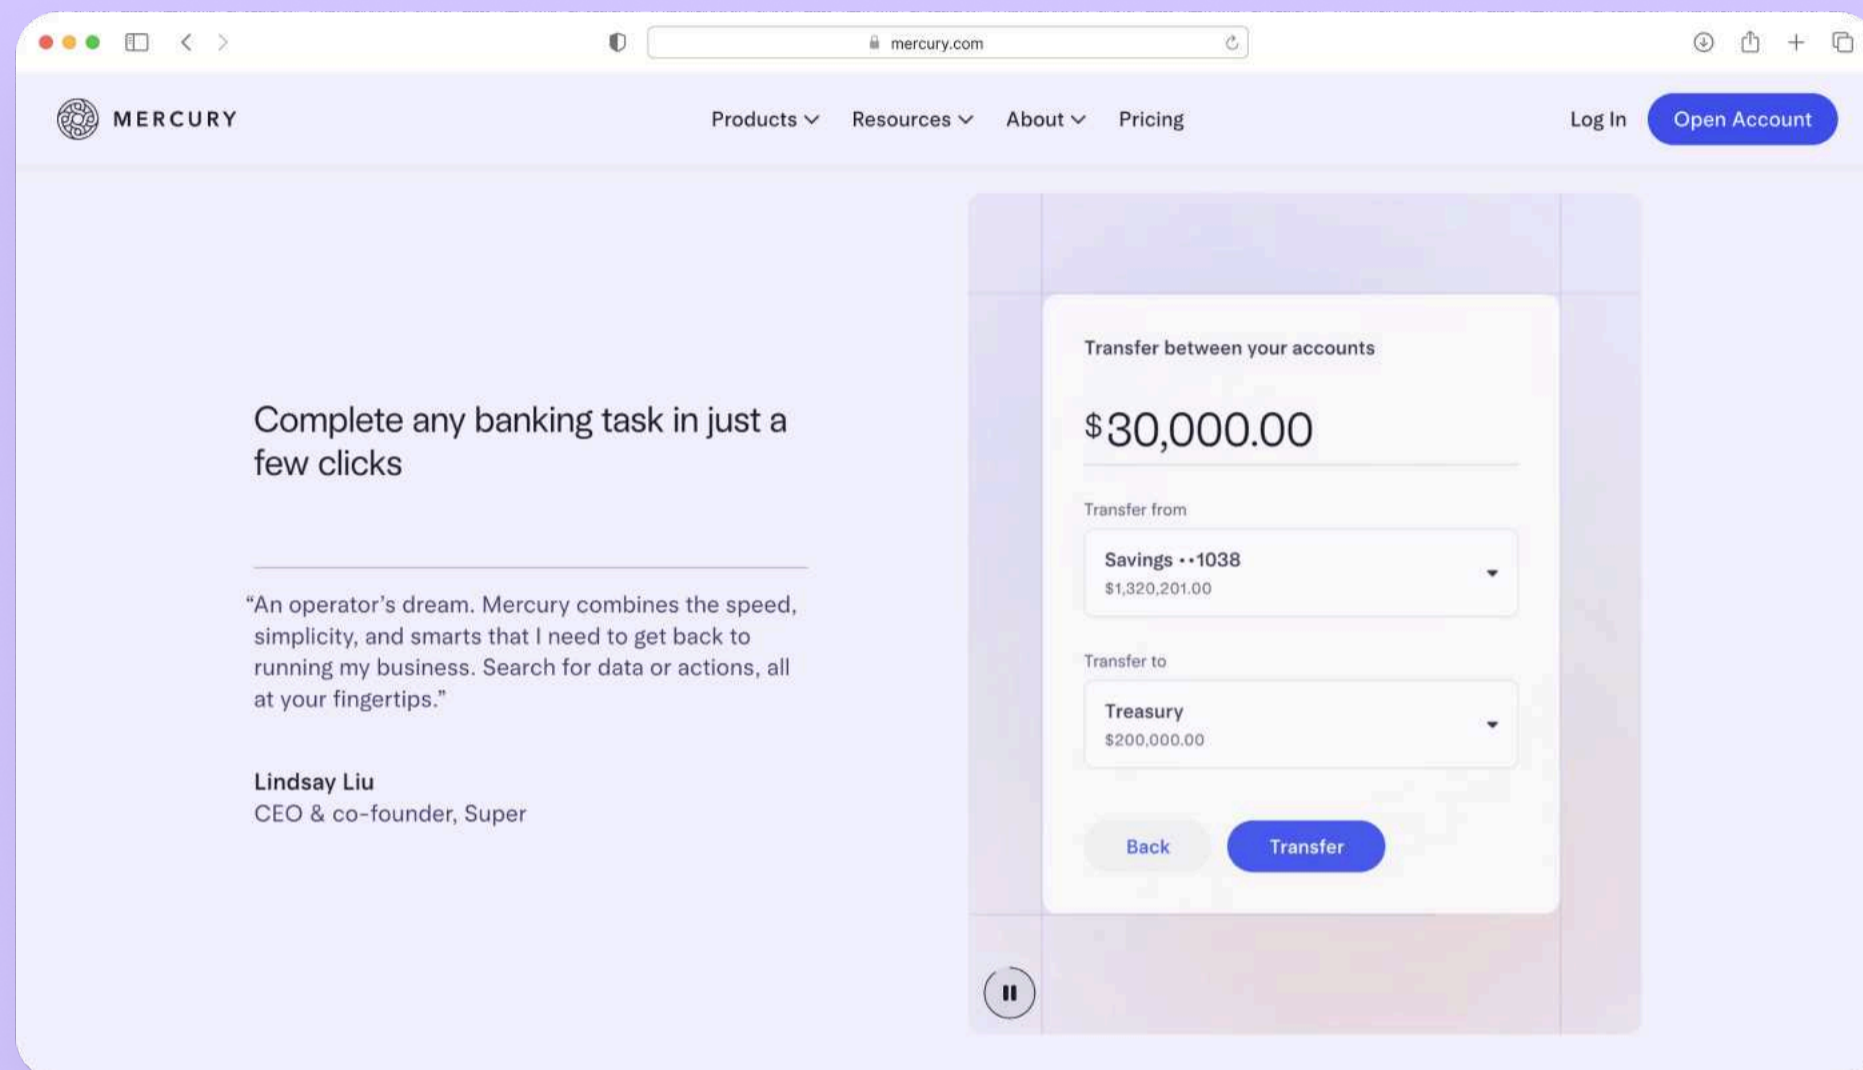 mercury.com
MERCURY
Products
Resources
About
Pricing
Log In
Open Account
Complete any banking task in just a
few clicks
“An operator’s dream. Mercury combines the speed,
simplicity, and smarts that I need to get back to
running my business. Search for data or actions, all
at your fingertips.”
Lindsay Liu
CEO & co-founder, Super
Transfer between your accounts
$30,000.00
Transfer from
Savings ••1038
$1,320,201.00
Transfer to
Treasury
$200,000.00
Back
Transfer